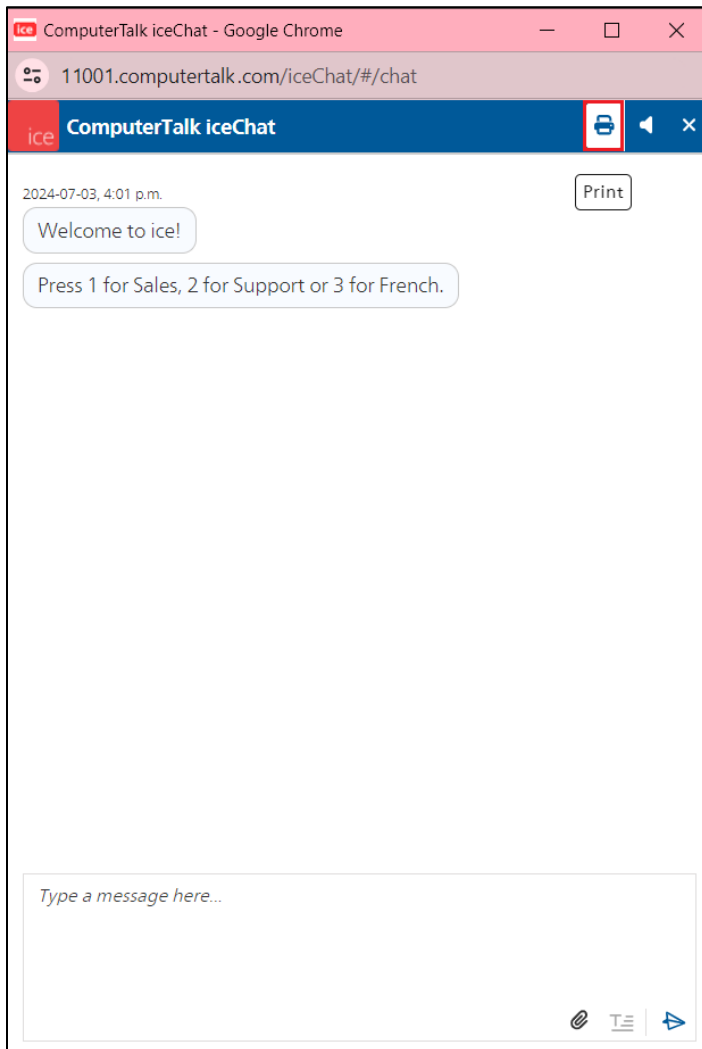 ice ComputerTalk iceChat - Google Chrome
11001.computertalk.com/iceChat/#/chat
ice ComputerTalk iceChat
Print
2024-07-03, 4:01 p.m.
Welcome to ice!
Press 1 for Sales, 2 for Support or 3 for French.
Type a message here...